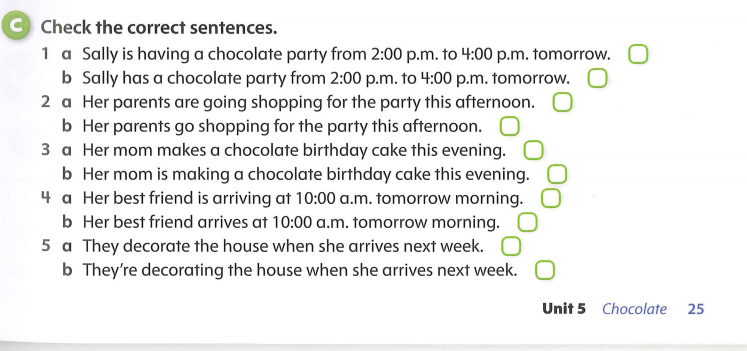 C Check the correct sentences.
1 a Sally is having a chocolate party from 2:00 p.m. to 4:00 p.m. tomorrow.
b Sally has a chocolate party from 2:00 p.m. to 4:00 p.m. tomorrow.
2 a Her parents are going shopping for the party this afternoon.
b Her parents go shopping for the party this afternoon.
3 a Her mom makes a chocolate birthday cake this evening.
b Her mom is making a chocolate birthday cake this evening.
4 a Her best friend is arriving at 10:00 a.m. tomorrow morning.
b Her best friend arrives at 10:00 a.m. tomorrow morning.
5 a They decorate the house when she arrives next week.
b They're decorating the house when she arrives next week.
Unit 5 Chocolate 25